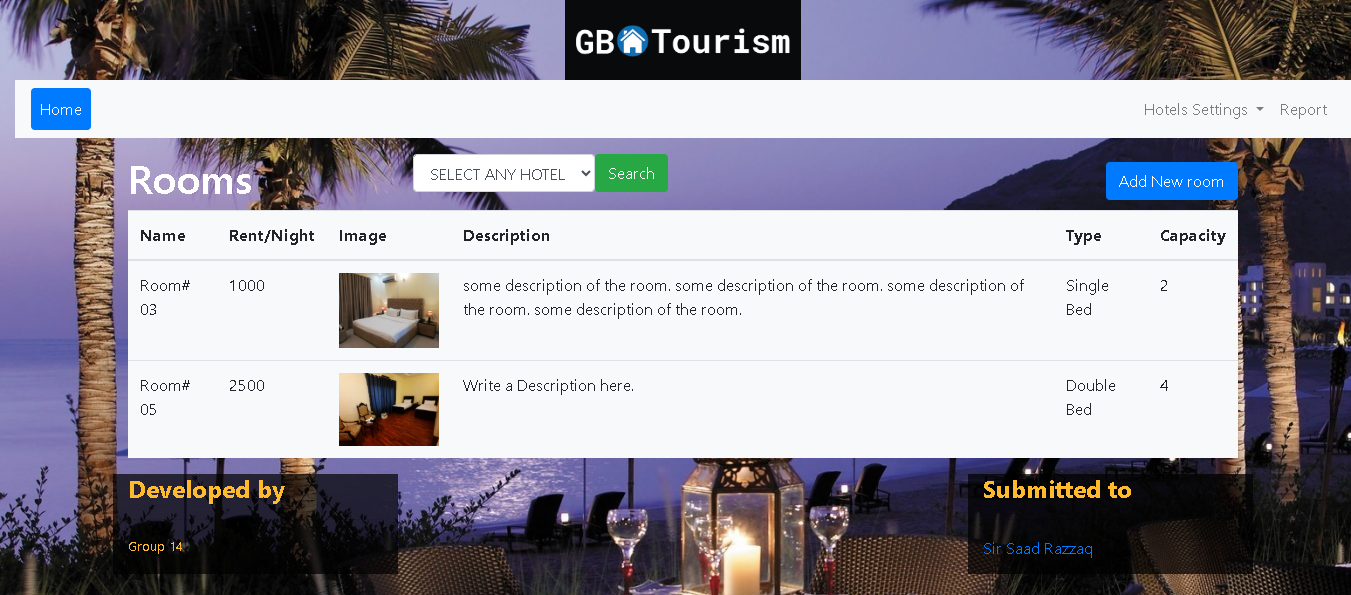 GB Tourism
Home
Hotels Settings
Report
Rooms
SELECT ANY HOTEL
Search
Add New room
Name Rent/Night Image Description Type Capacity
Room# 1000 some description of the room. some description of the room. some description of Single 2
03 the room. some description of the room. Bed
Room# 2500 Write a Description here. Double 4
05 Bed
Developed by
Group 14
Submitted to
Sir Saad Razzaq